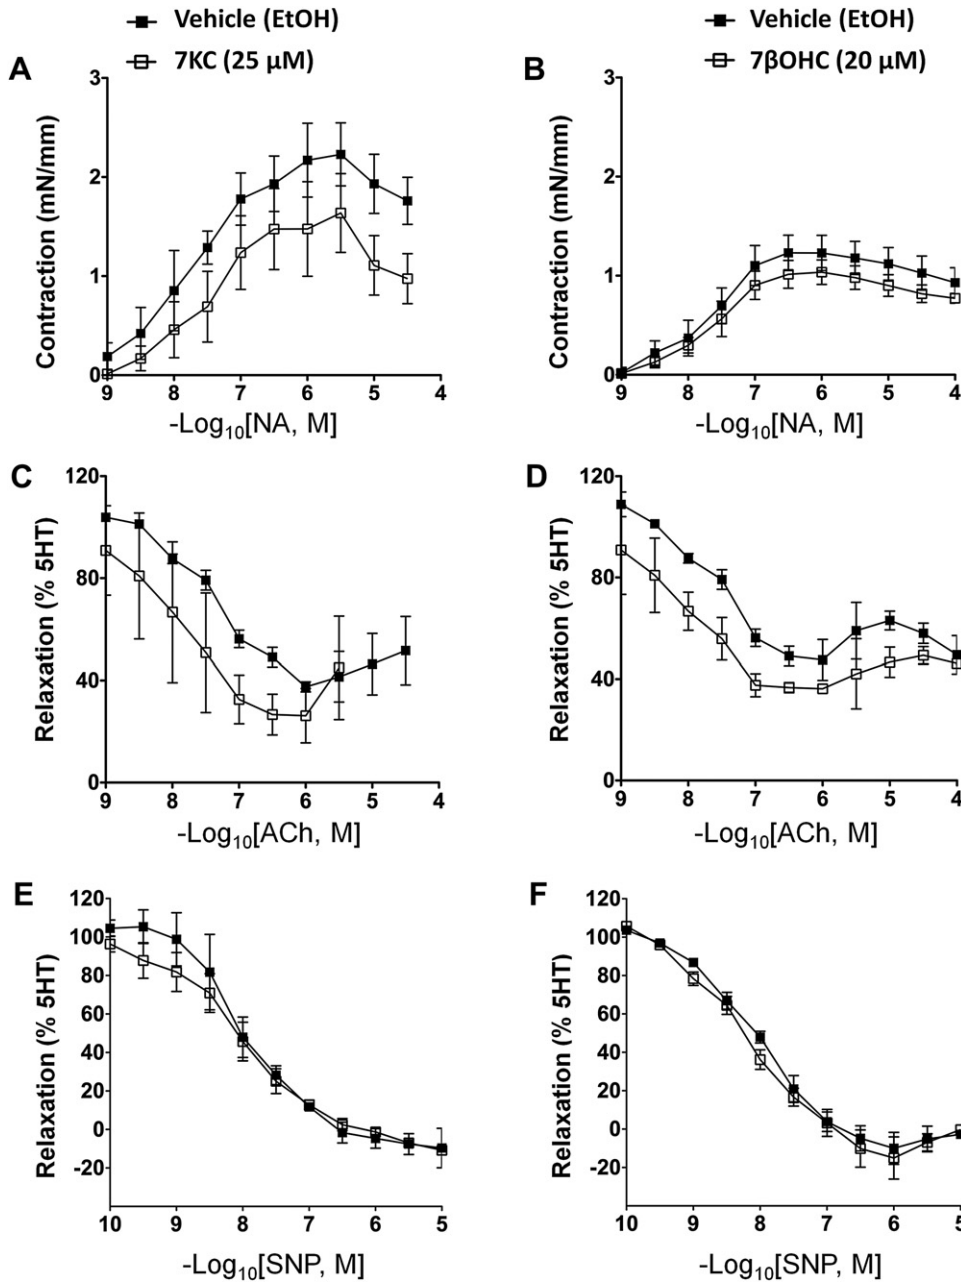 Vehicle (EtOH)
7KC (25 µM)
Vehicle (EtOH)
7βOHC (20 µM)
A
3
2
1
0
Contraction (mN/mm)
9 8 7 6 5 4
-Log10[NA, M]
B
3
2
1
0
Contraction (mN/mm)
9 8 7 6 5 4
-Log10[NA, M]
C
120
80
40
0
Relaxation (% 5HT)
9 8 7 6 5 4
-Log10[ACh, M]
D
120
80
40
0
Relaxation (% 5HT)
9 8 7 6 5 4
-Log10[ACh, M]
E
120
100
80
60
40
20
0
-20
Relaxation (% 5HT)
10 9 8 7 6 5
-Log10[SNP, M]
F
120
100
80
60
40
20
0
-20
Relaxation (% 5HT)
10 9 8 7 6 5
-Log10[SNP, M]